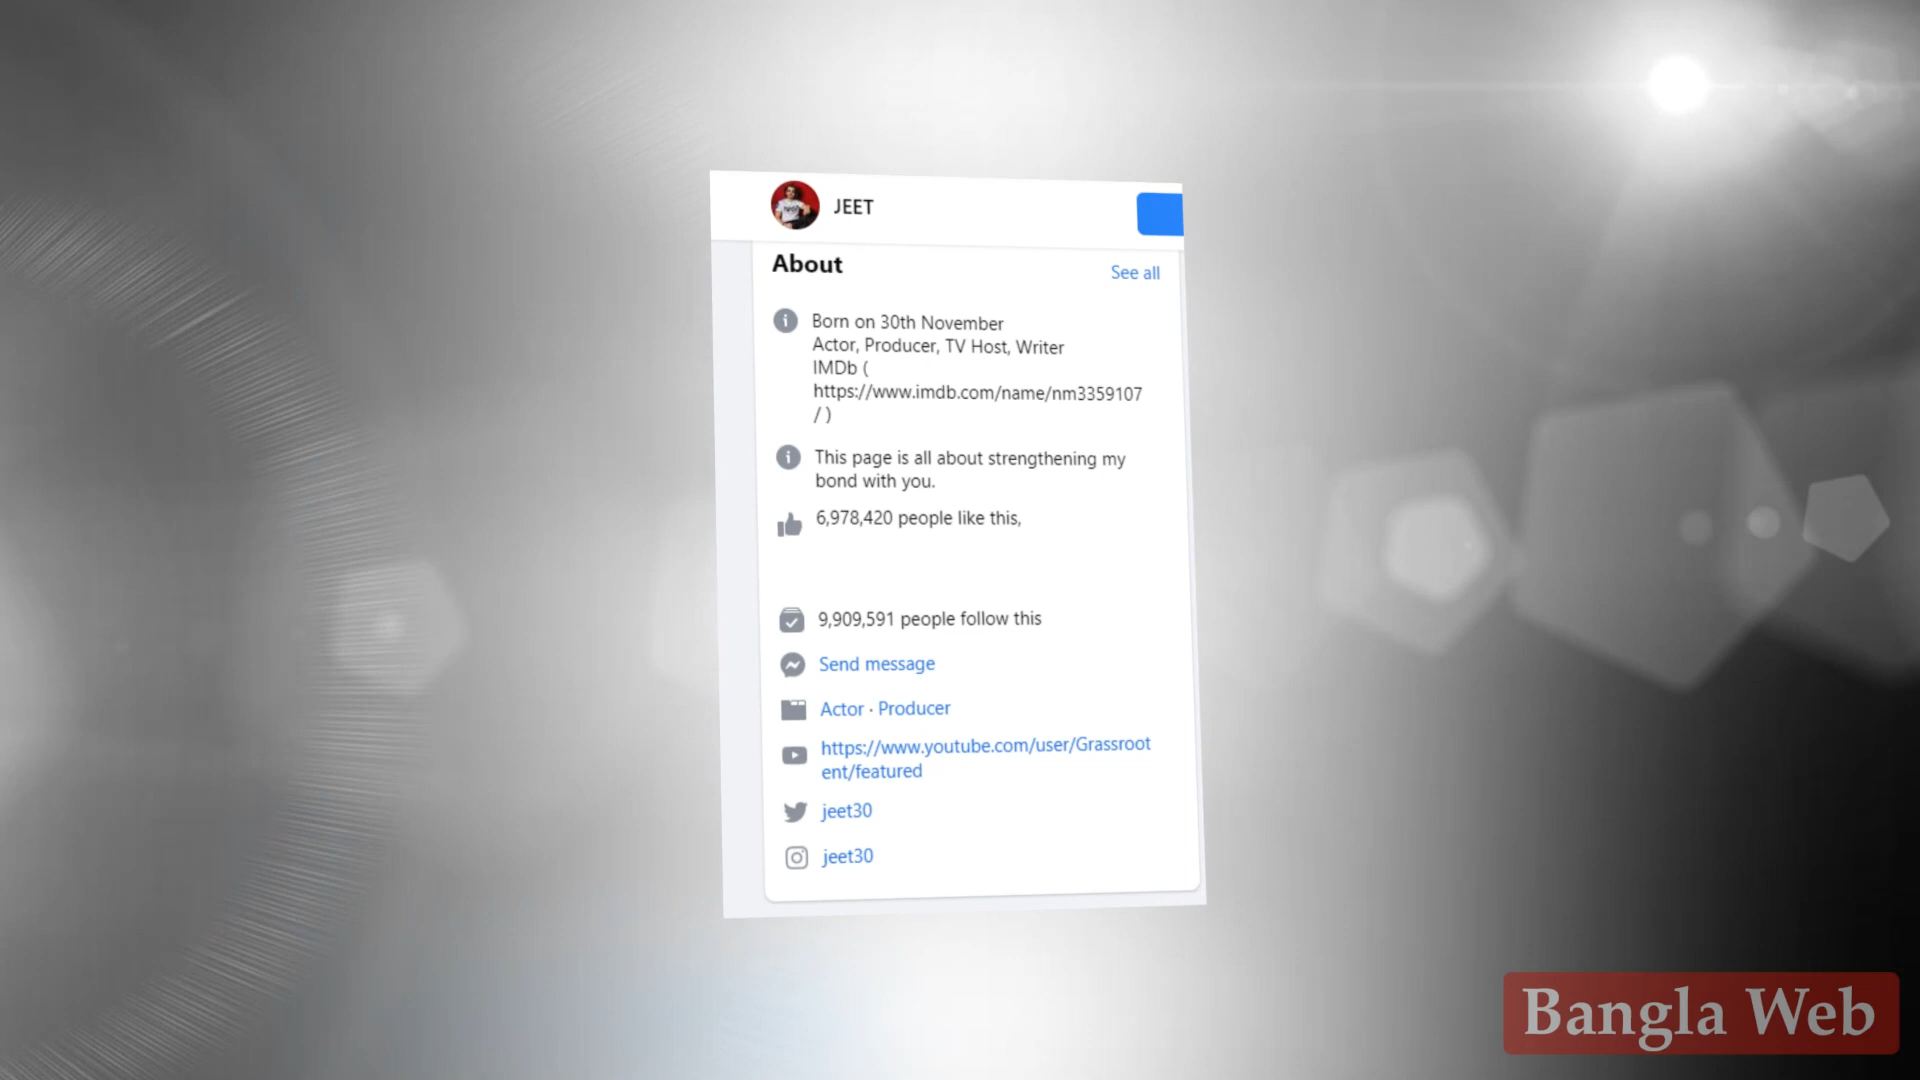 JEET
About
See all
Born on 30th November
Actor, Producer, TV Host, Writer
IMDb (
https://www.imdb.com/name/nm3359107
/ )
This page is all about strengthening my
bond with you.
6,978,420 people like this,
9,909,591 people follow this
Send message
Actor · Producer
https://www.youtube.com/user/Grassroot
ent/featured
jeet30
jeet30
Bangla Web